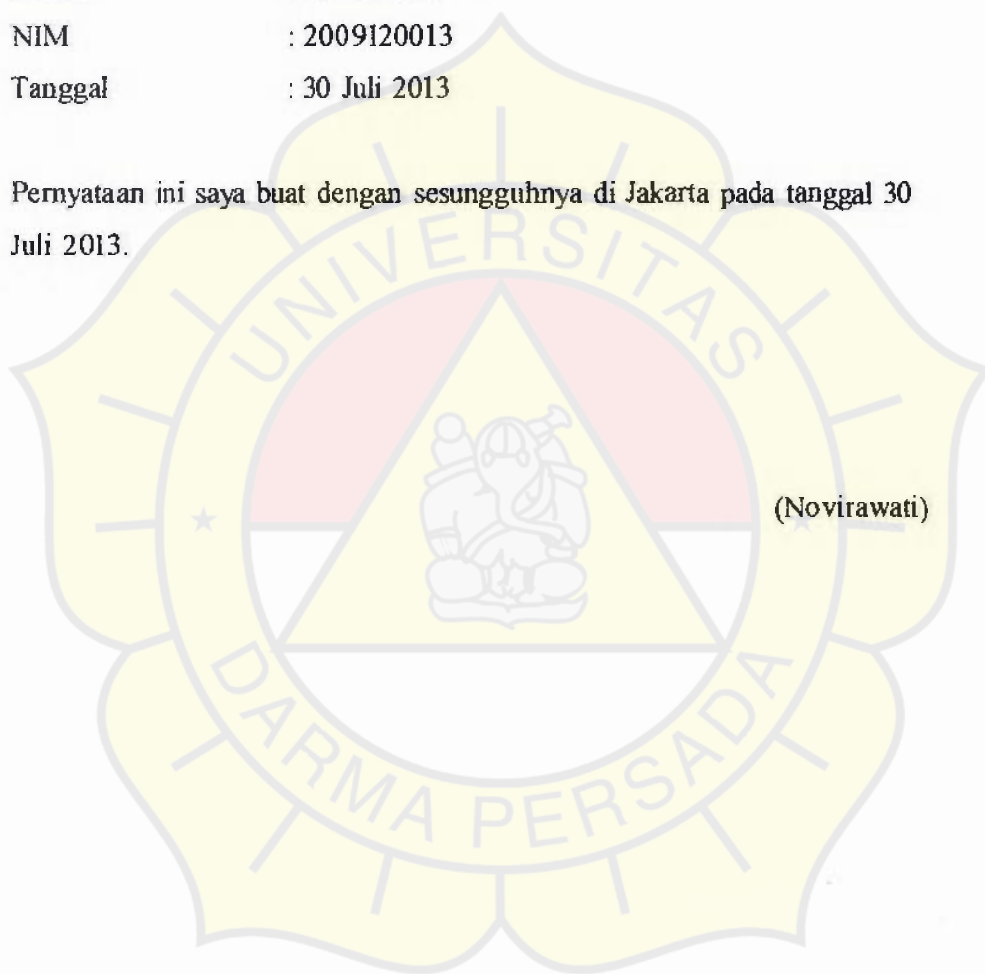 NIM : 2009120013
Tanggal : 30 Juli 2013
Pernyataan ini saya buat dengan sesungguhnya di Jakarta pada tanggal 30
Juli 2013.
(Novirawati)
UNIVERSITAS
DARMA PERSADA